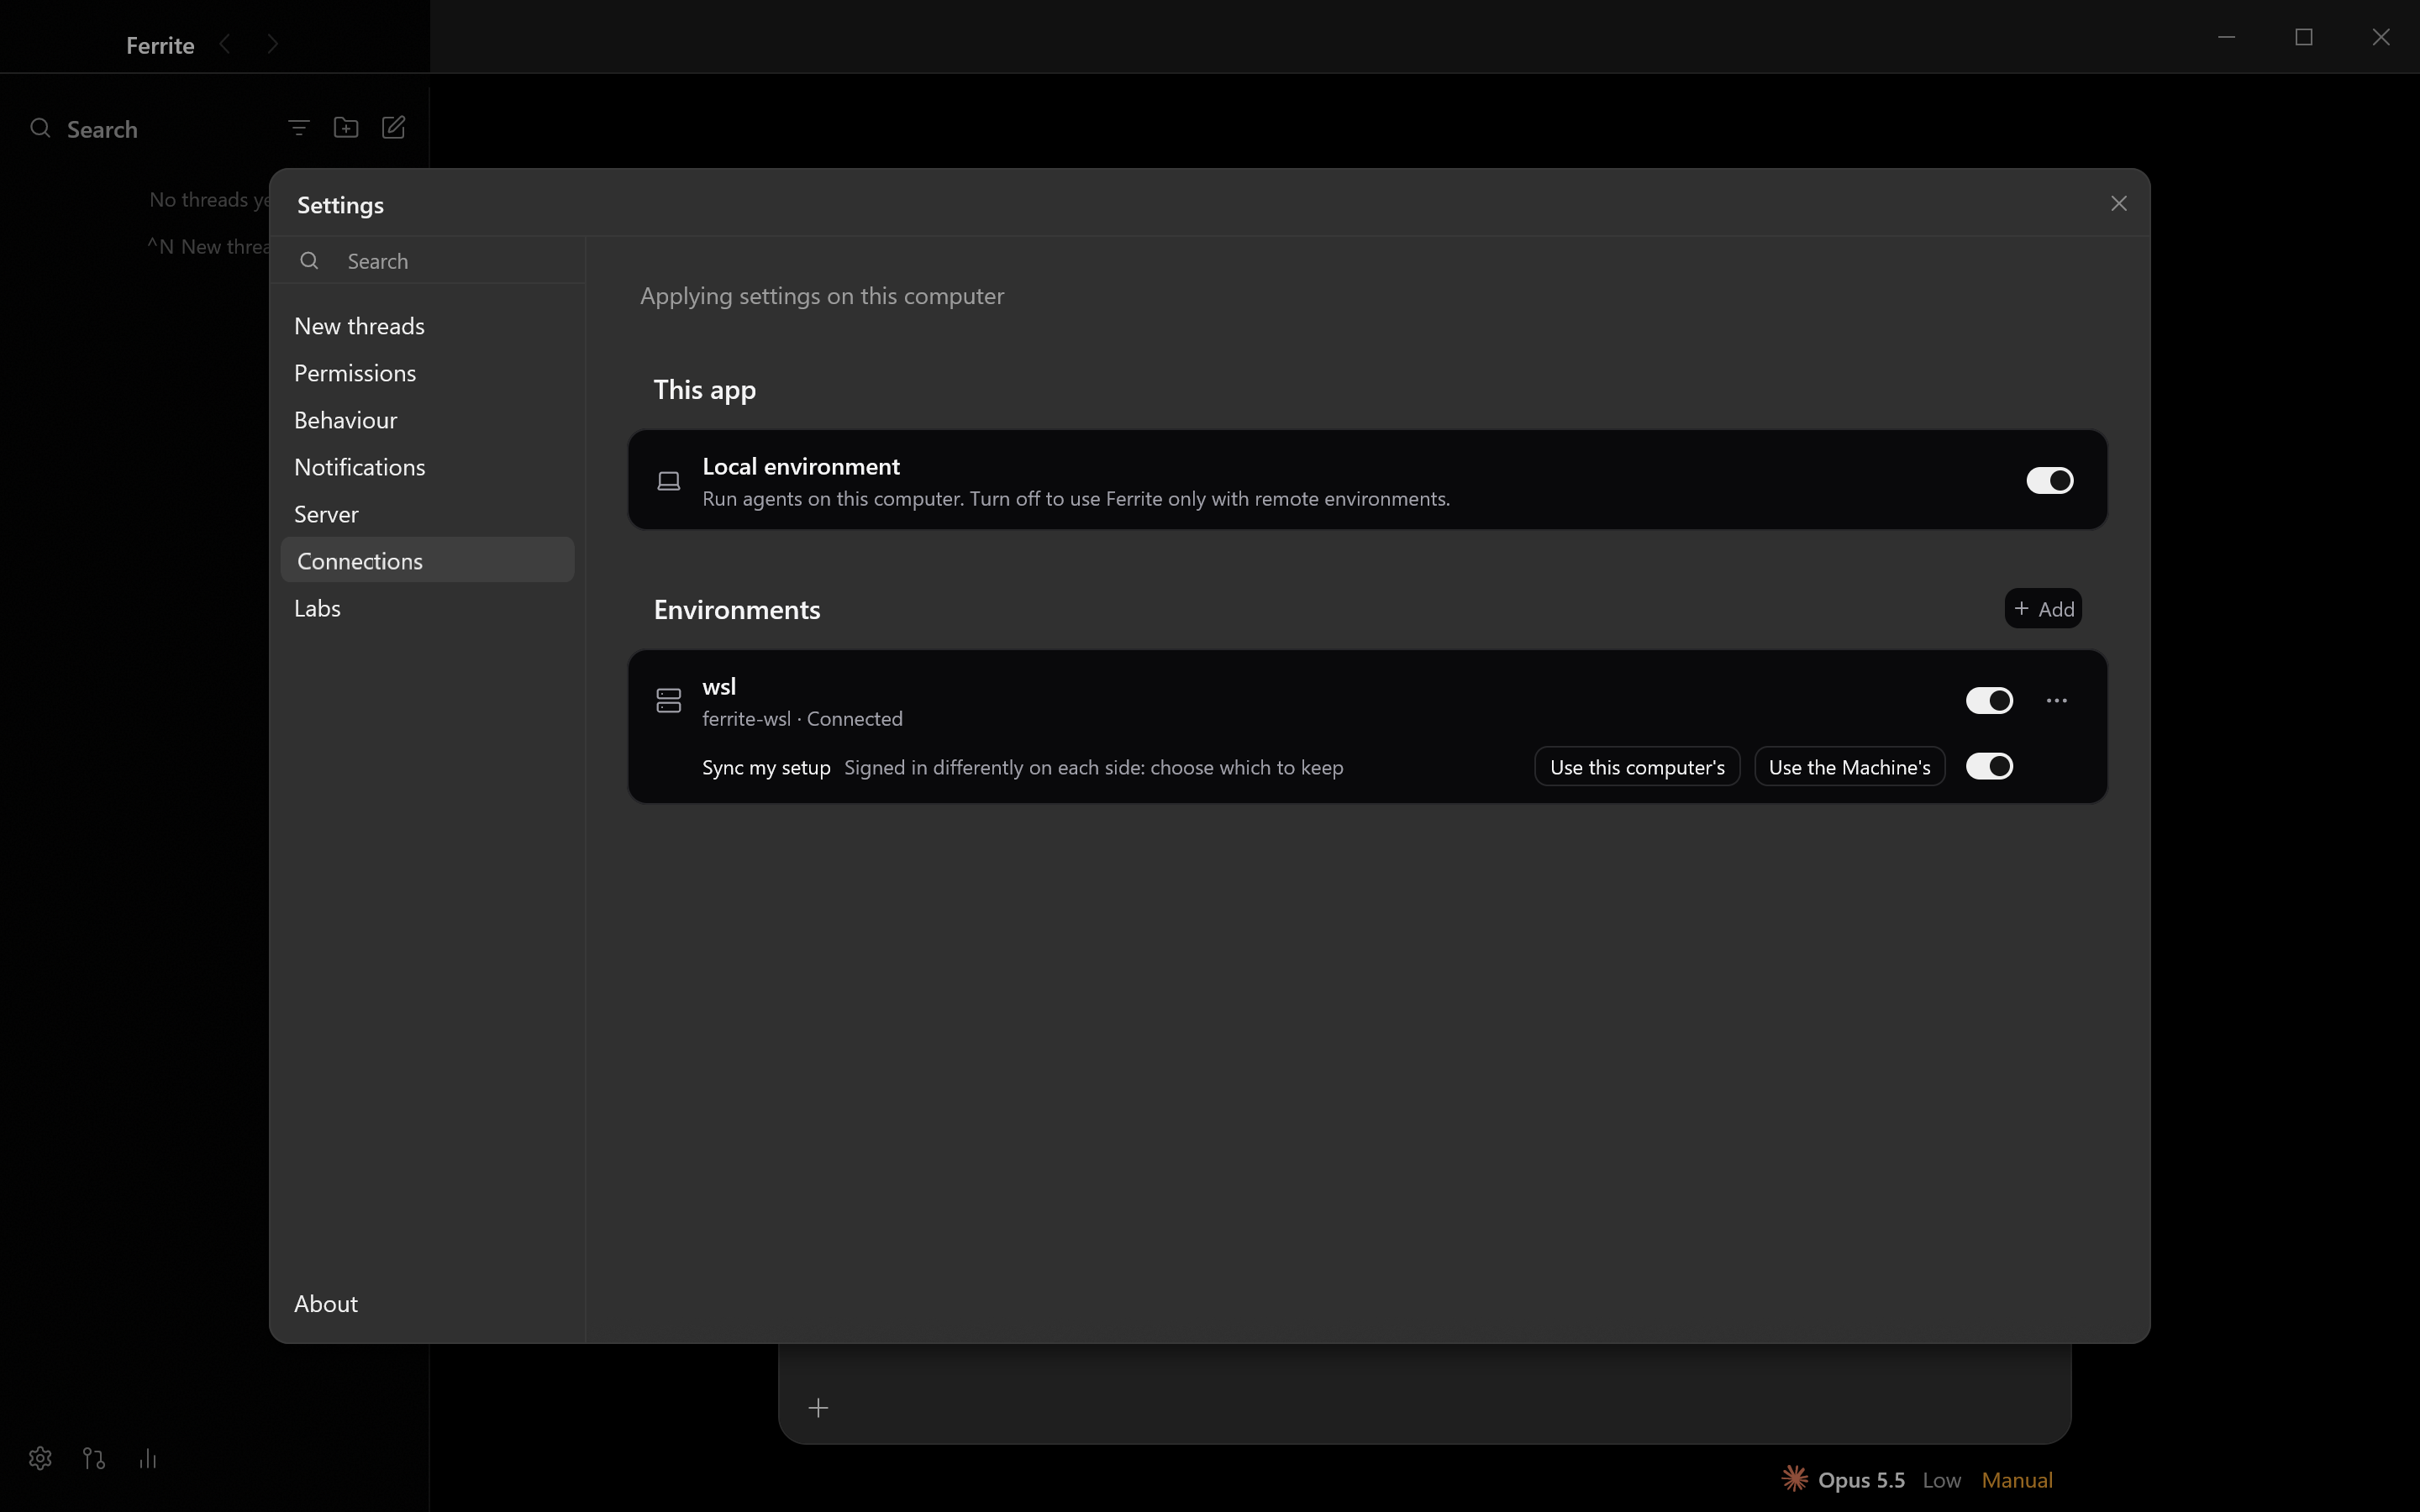 Ferrite
Search
No threads ye
^N New threa
Settings
Search
New threads
Permissions
Behaviour
Notifications
Server
Connections
Labs
About
Applying settings on this computer
This app
Local environment
Run agents on this computer. Turn off to use Ferrite only with remote environments.
Environments
+ Add
wsl
ferrite-wsl · Connected
Sync my setup Signed in differently on each side: choose which to keep
Use this computer's
Use the Machine's
Opus 5.5 Low Manual